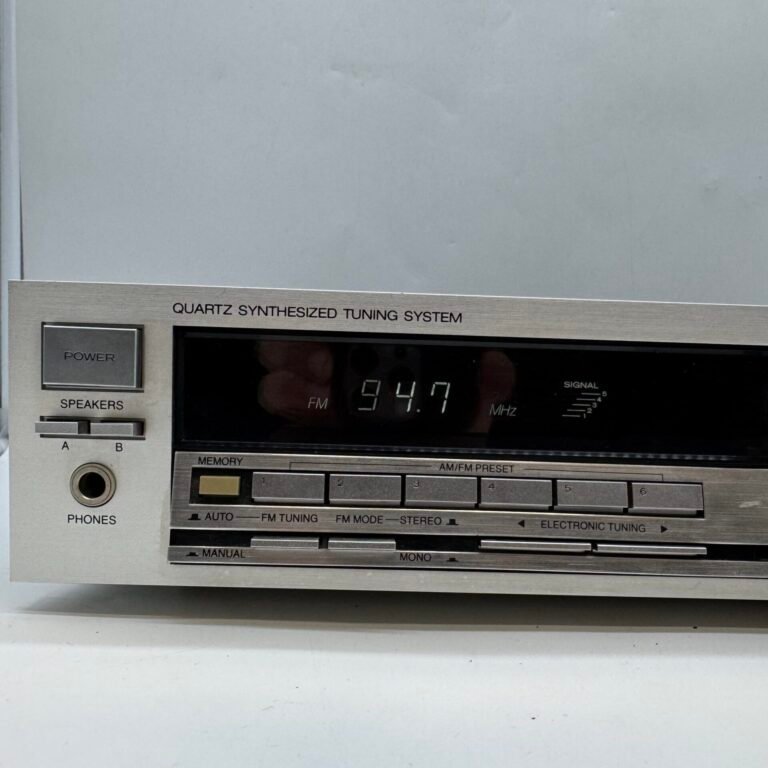 QUARTZ SYNTHESIZED TUNING SYSTEM
POWER
SPEAKERS
A B
PHONES
FM 94.7 MHz
SIGNAL
5
4
3
2
1
MEMORY
AM/FM PRESET
1 2 3 4 5 6
AUTO FM TUNING FM MODE STEREO ◀ ELECTRONIC TUNING ▶
MANUAL MONO